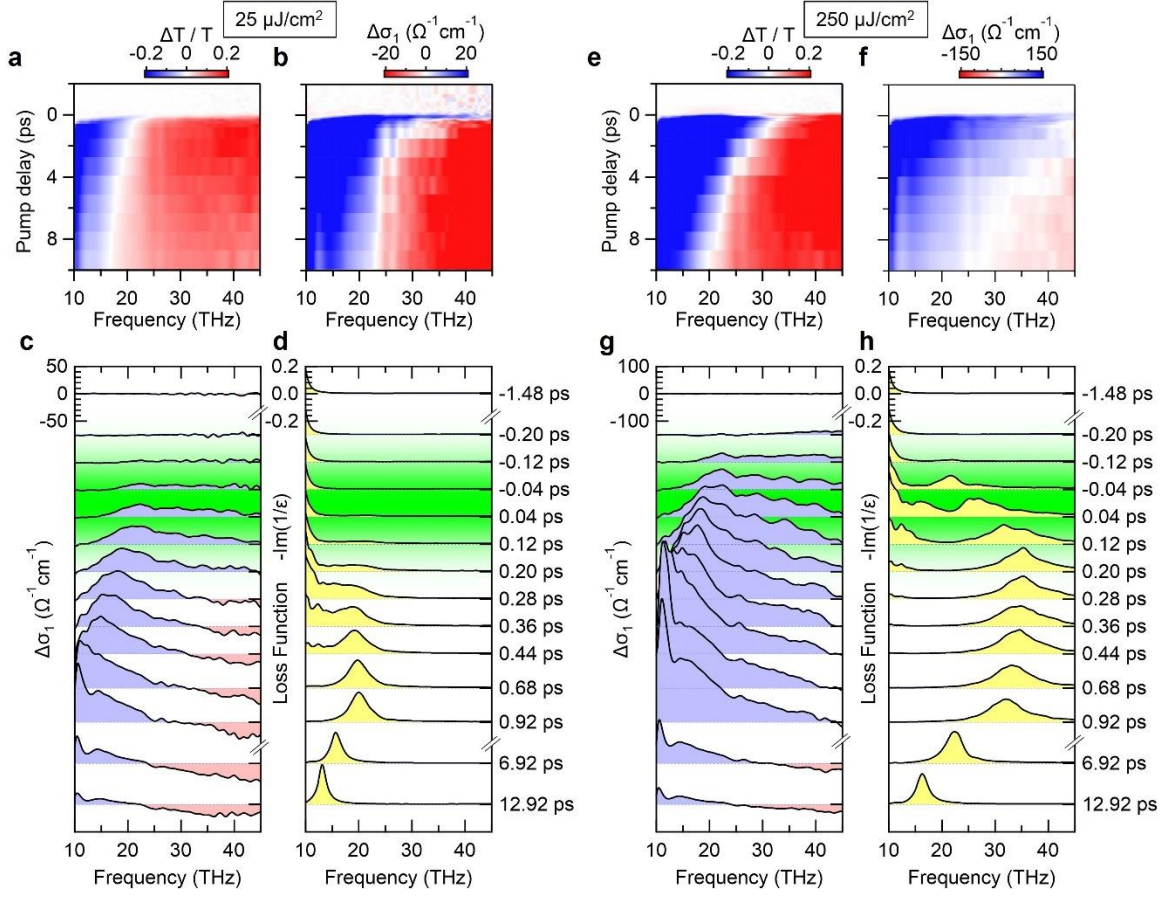 25 µJ/cm²
250 µJ/cm²
a
ΔT / T
-0.2 0 0.2
b
Δσ₁ (Ω⁻¹cm⁻¹)
-20 0 20
e
ΔT / T
-0.2 0 0.2
f
Δσ₁ (Ω⁻¹cm⁻¹)
-150 150
Pump delay (ps)
0
4
8
10 20 30 40
Frequency (THz)
10 20 30 40
Frequency (THz)
Pump delay (ps)
0
4
8
10 20 30 40
Frequency (THz)
10 20 30 40
Frequency (THz)
c
50
0
-50
Δσ₁ (Ω⁻¹cm⁻¹)
10 20 30 40
Frequency (THz)
d
0.2
0.0
-0.2
Loss Function -Im(1/ε)
10 20 30 40
Frequency (THz)
-1.48 ps
-0.20 ps
-0.12 ps
-0.04 ps
0.04 ps
0.12 ps
0.20 ps
0.28 ps
0.36 ps
0.44 ps
0.68 ps
0.92 ps
6.92 ps
12.92 ps
g
100
0
-100
Δσ₁ (Ω⁻¹cm⁻¹)
10 20 30 40
Frequency (THz)
h
0.2
0.0
-0.2
Loss Function -Im(1/ε)
10 20 30 40
Frequency (THz)
-1.48 ps
-0.20 ps
-0.12 ps
-0.04 ps
0.04 ps
0.12 ps
0.20 ps
0.28 ps
0.36 ps
0.44 ps
0.68 ps
0.92 ps
6.92 ps
12.92 ps